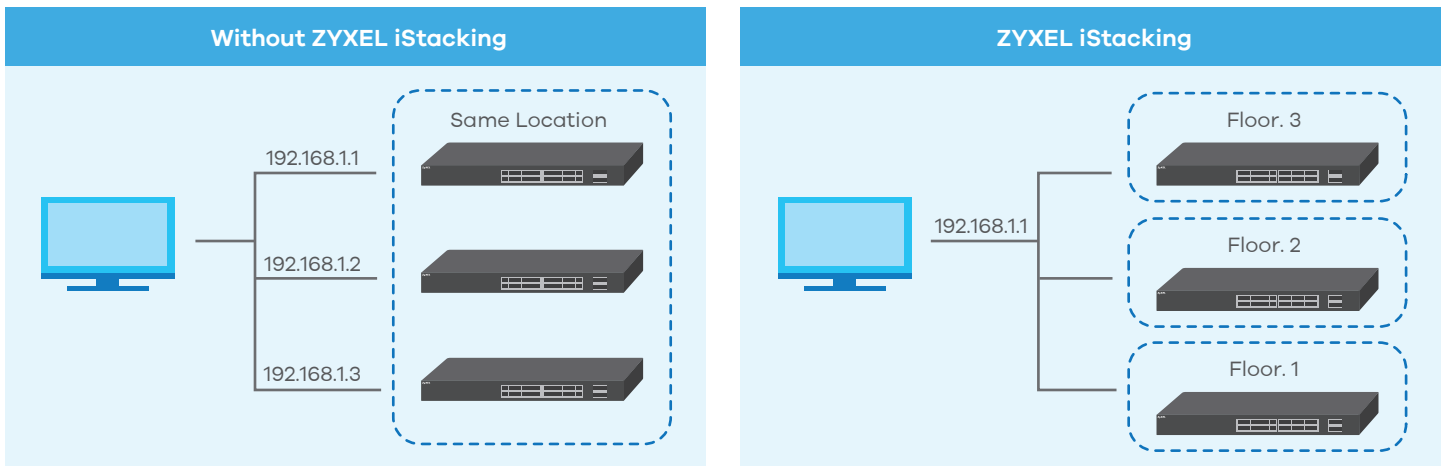 Without ZYXEL iStacking
Same Location
192.168.1.1
192.168.1.2
192.168.1.3
ZYXEL iStacking
192.168.1.1
Floor. 3
Floor. 2
Floor. 1